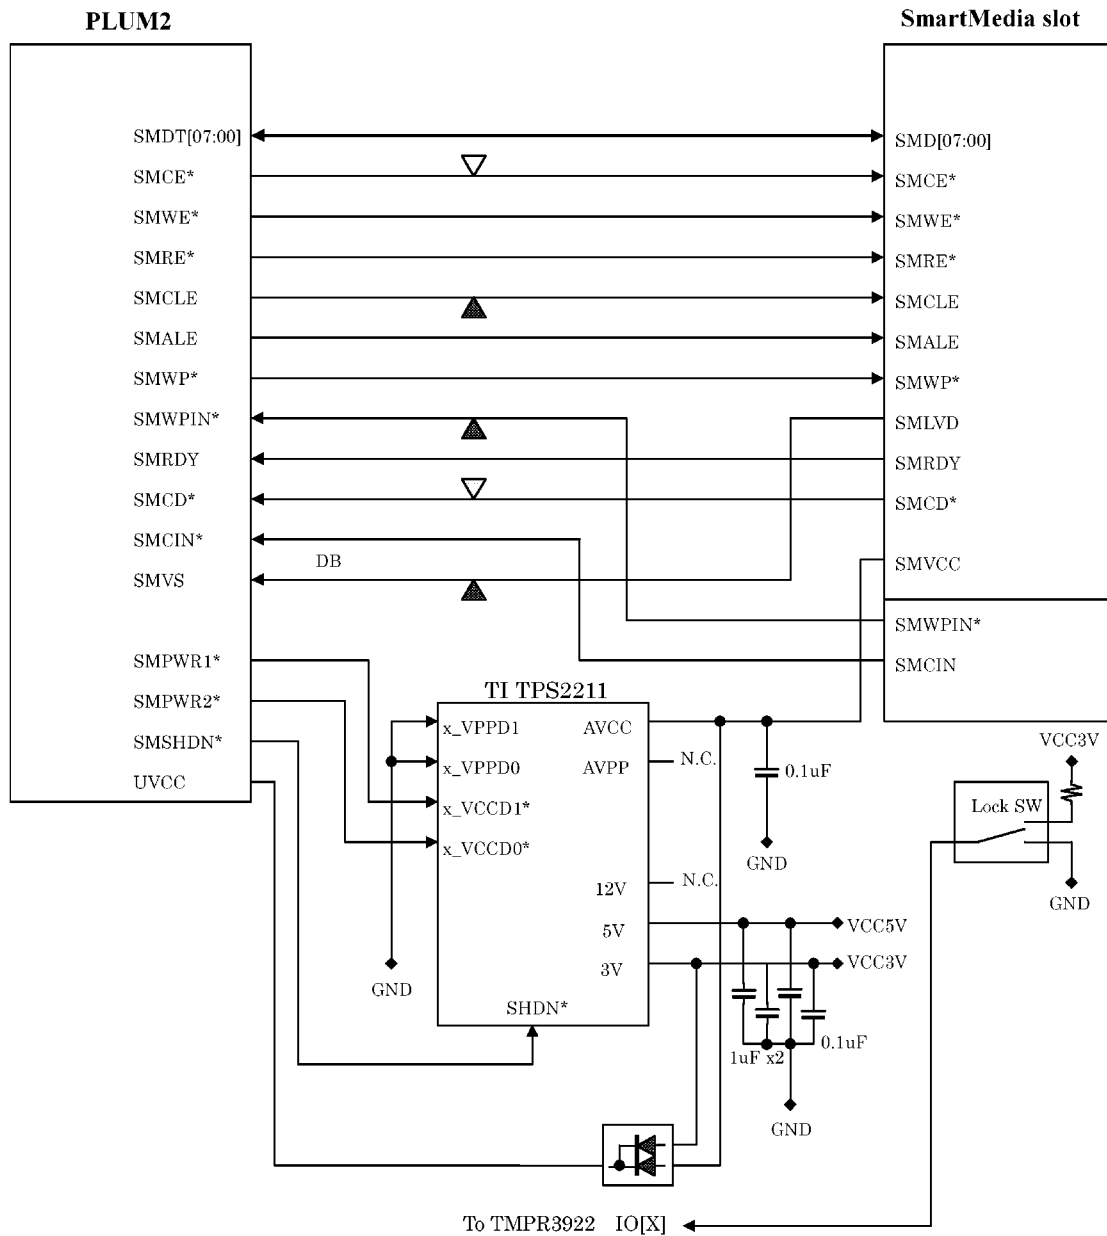 PLUM2
SmartMedia slot
SMDT[07:00]
SMCE*
SMWE*
SMRE*
SMCLE
SMALE
SMWP*
SMWPIN*
SMRDY
SMCD*
SMCIN*
SMVS
SMPWR1*
SMPWR2*
SMSHDN*
UVCC
DB
SMD[07:00]
SMCE*
SMWE*
SMRE*
SMCLE
SMALE
SMWP*
SMLVD
SMRDY
SMCD*
SMVCC
SMWPIN*
SMCIN
TI TPS2211
x_VPPD1
x_VPPD0
x_VCCD1*
x_VCCD0*
AVCC
AVPP
12V
5V
3V
SHDN*
N.C.
0.1uF
GND
N.C.
VCC5V
VCC3V
1uF x2
0.1uF
GND
GND
VCC3V
Lock SW
GND
To TMPR3922 IO[X]